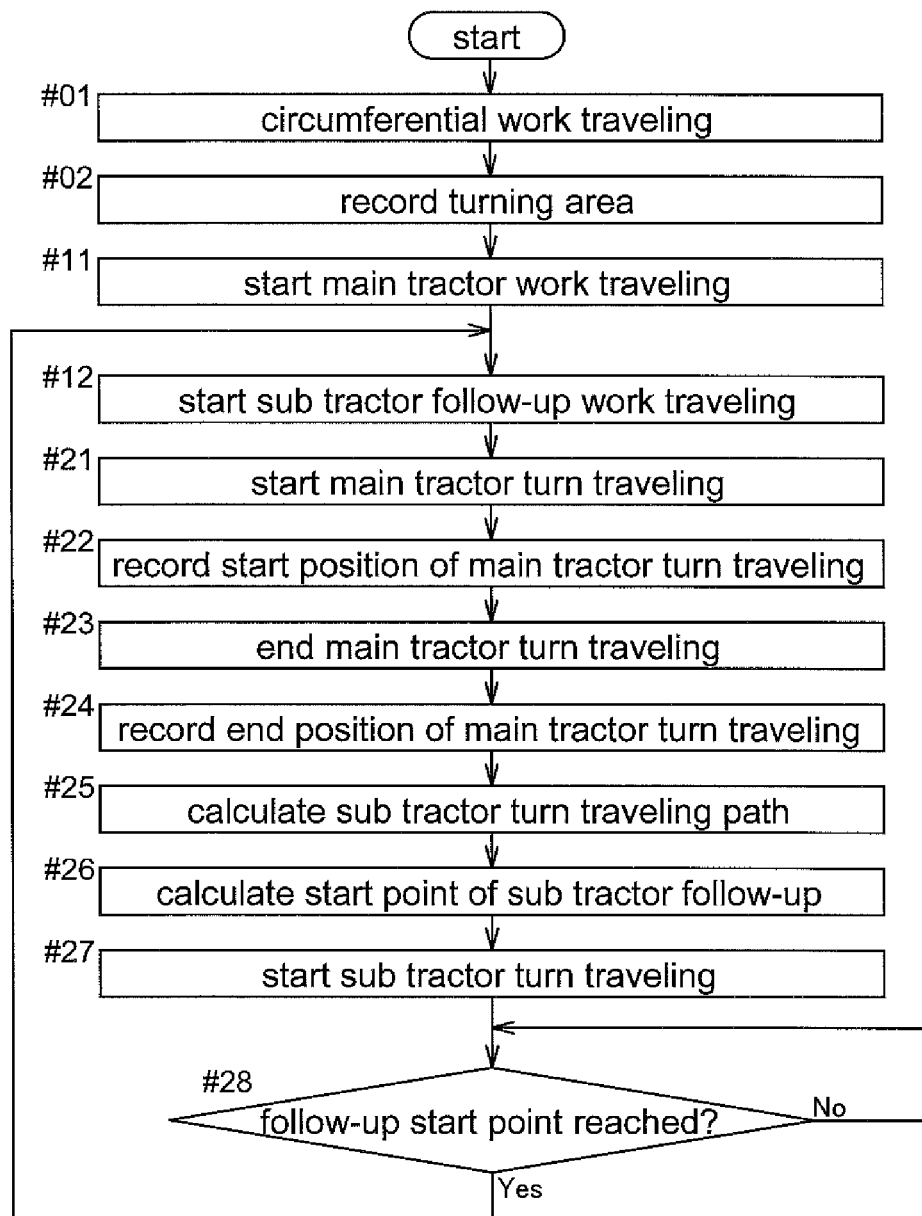 start
#01
circumferential work traveling
#02
record turning area
#11
start main tractor work traveling
#12
start sub tractor follow-up work traveling
#21
start main tractor turn traveling
#22
record start position of main tractor turn traveling
#23
end main tractor turn traveling
#24
record end position of main tractor turn traveling
#25
calculate sub tractor turn traveling path
#26
calculate start point of sub tractor follow-up
#27
start sub tractor turn traveling
#28
follow-up start point reached?
No
Yes